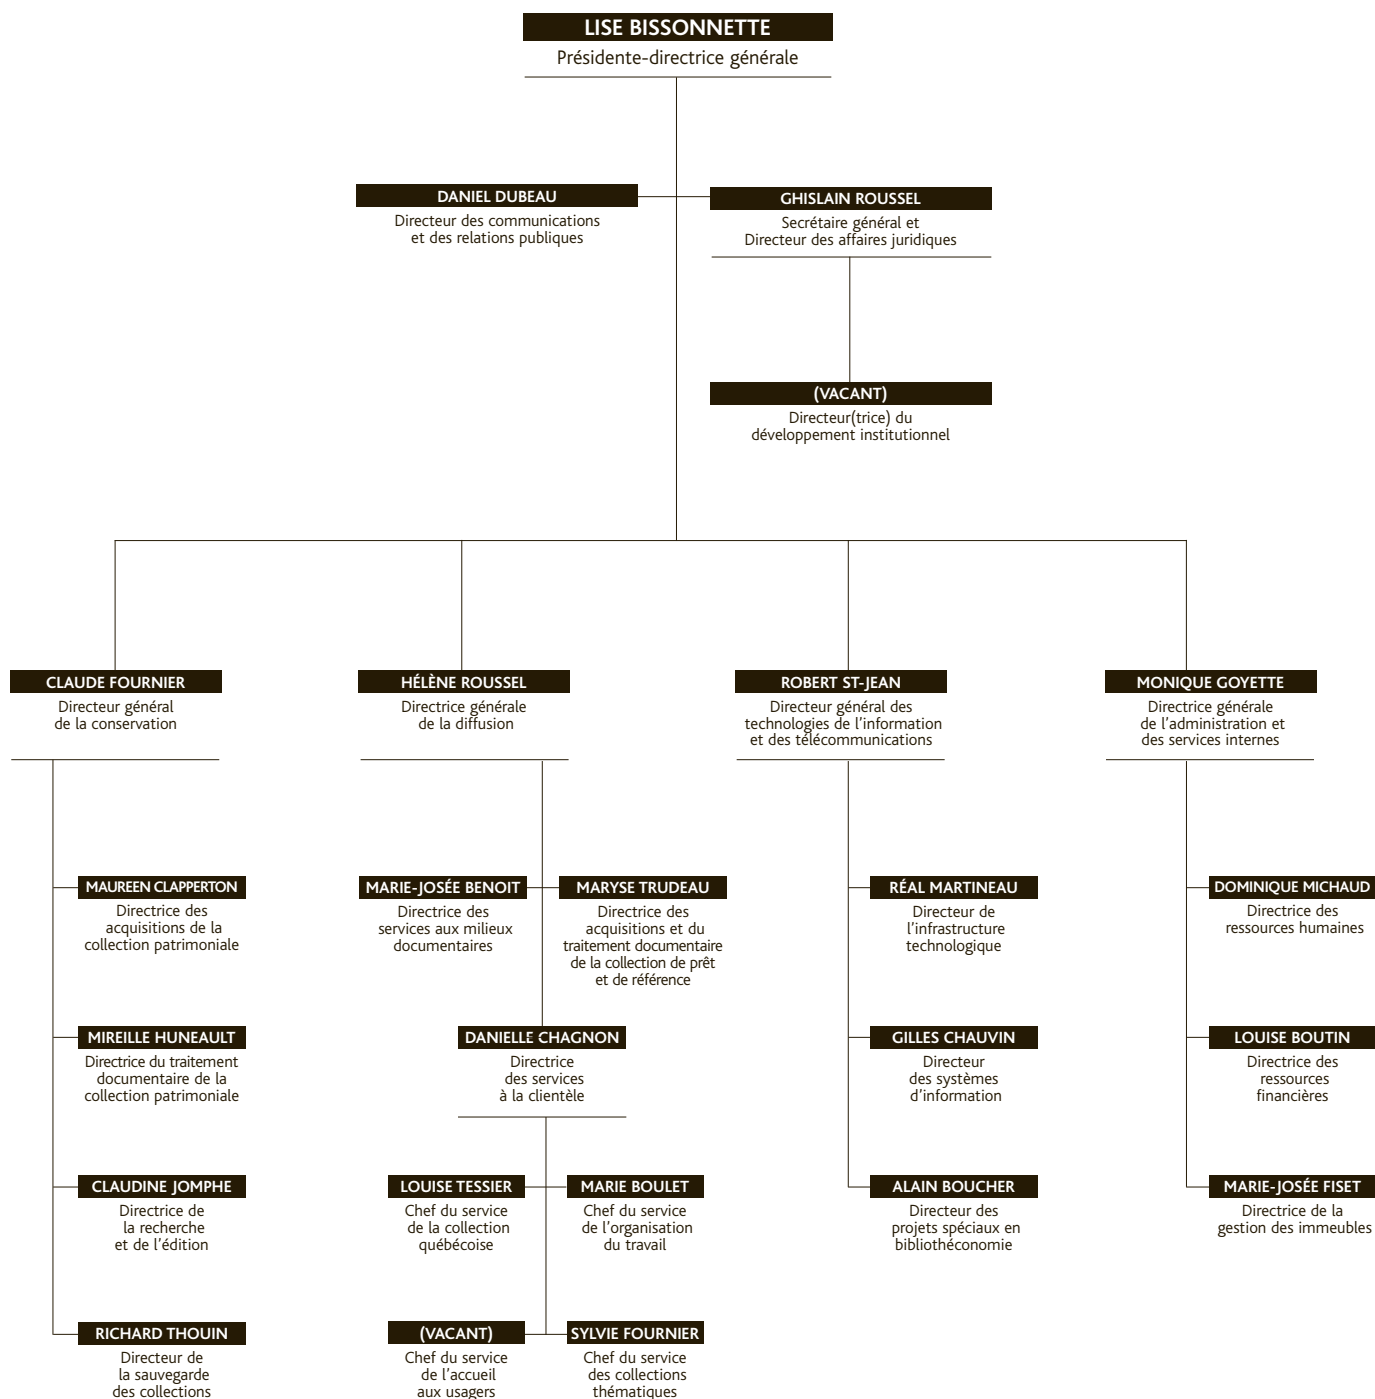 LISE BISSONNETTE
Présidente-directrice générale
DANIEL DUBEAU
Directeur des communications
et des relations publiques
GHISLAIN ROUSSEL
Secrétaire général et
Directeur des affaires juridiques
(VACANT)
Directeur(trice) du
développement institutionnel
CLAUDE FOURNIER
Directeur général
de la conservation
HÉLÈNE ROUSSEL
Directrice générale
de la diffusion
ROBERT ST-JEAN
Directeur général des
technologies de l'information
et des télécommunications
MONIQUE GOYETTE
Directrice générale
de l'administration et
des services internes
MAUREEN CLAPPERTON
Directrice des
acquisitions de la
collection patrimoniale
MARIE-JOSÉE BENOIT
Directrice des
services aux milieux
documentaires
MARYSE TRUDEAU
Directrice des
acquisitions et du
traitement documentaire
de la collection de prêt
et de référence
RÉAL MARTINEAU
Directeur de
l'infrastructure
technologique
DOMINIQUE MICHAUD
Directrice des
ressources humaines
MIREILLE HUNEAULT
Directrice du traitement
documentaire de la
collection patrimoniale
DANIELLE CHAGNON
Directrice
des services
à la clientèle
GILLES CHAUVIN
Directeur
des systèmes
d'information
LOUISE BOUTIN
Directrice des
ressources
financières
CLAUDINE JOMPHE
Directrice de
la recherche
et de l'édition
LOUISE TESSIER
Chef du service
de la collection
québécoise
MARIE BOULET
Chef du service
de l'organisation
du travail
ALAIN BOUCHER
Directeur des
projets spéciaux en
bibliothéconomie
MARIE-JOSÉE FISET
Directrice de la
gestion des immeubles
RICHARD THOUIN
Directeur de
la sauvegarde
des collections
(VACANT)
Chef du service
de l'accueil
aux usagers
SYLVIE FOURNIER
Chef du service
des collections
thématiques